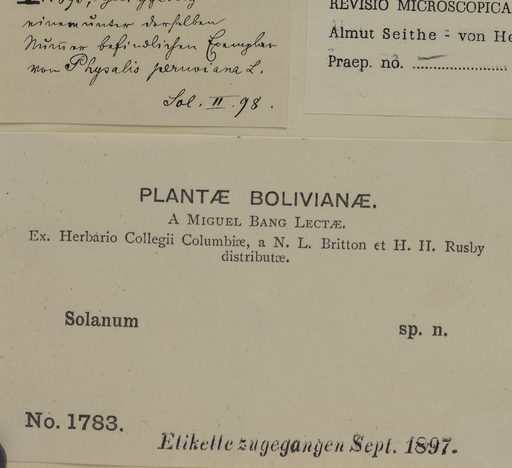 einem unter derselben
Nummer befindlichen Exemplar
von Physalis peruviana L.
Sol. II. 98.
REVISIO MICROSCOPICA
Almut Seithe - von Ho
Praep. no. ........................
PLANTÆ BOLIVIANÆ.
A MIGUEL BANG LECTÆ.
Ex. Herbario Collegii Columbiæ, a N. L. Britton et H. H. Rusby
distributæ.
Solanum sp. n.
No. 1783.
Etikette zugegangen Sept. 1897.